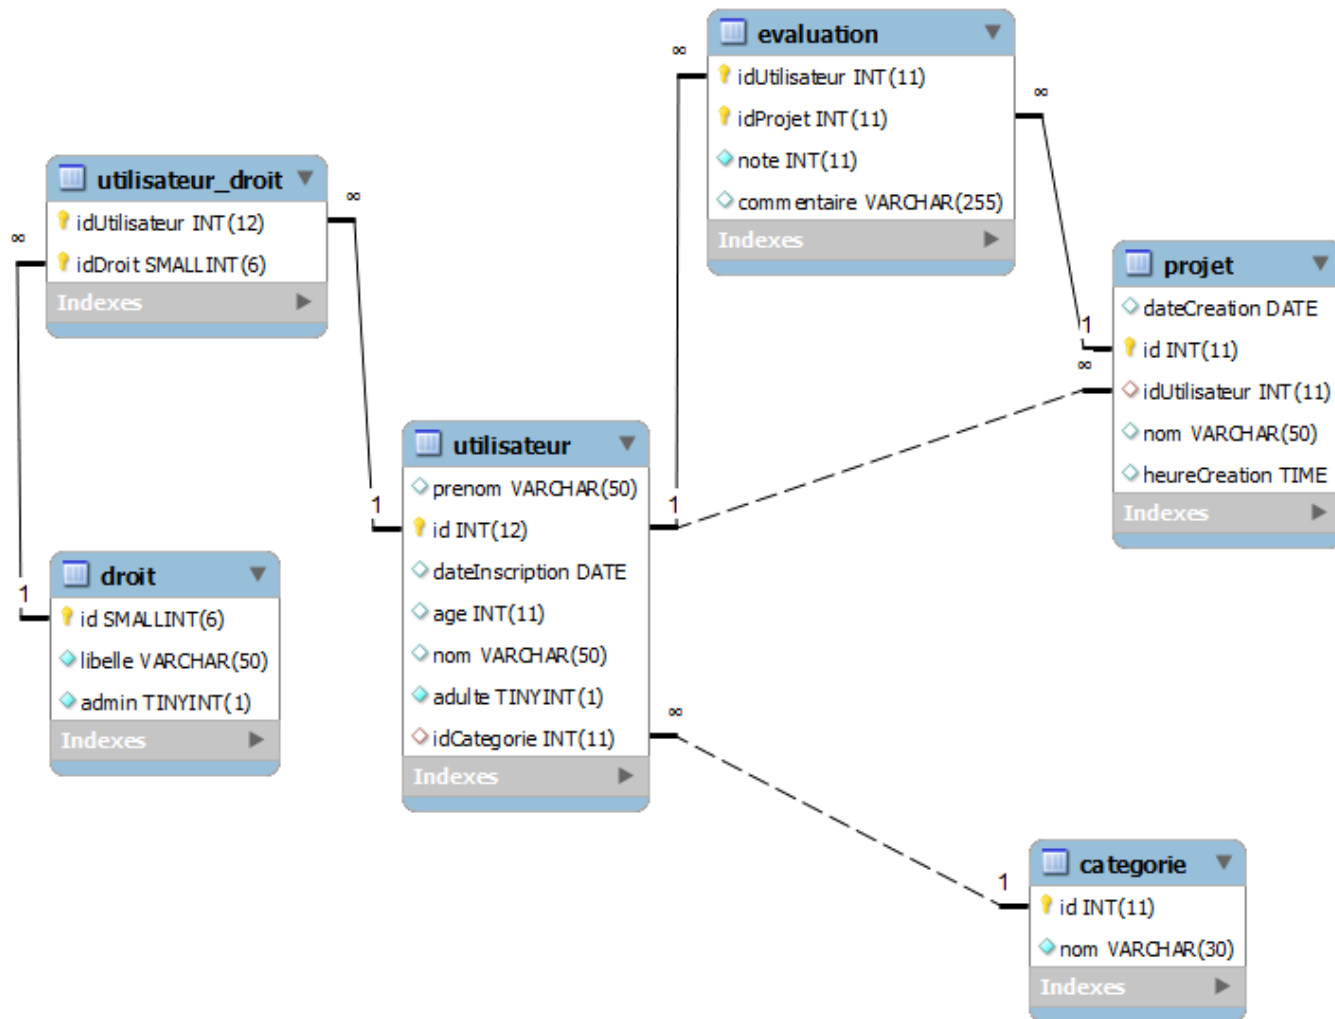 evaluation
idUtilisateur INT(11)
idProjet INT(11)
note INT(11)
commentaire VARCHAR(255)
Indexes
∞
∞
utilisateur_droit
idUtilisateur INT(12)
idDroit SMALLINT(6)
Indexes
∞
∞
projet
dateCreation DATE
id INT(11)
idUtilisateur INT(11)
nom VARCHAR(50)
heureCreation TIME
Indexes
1
∞
utilisateur
prenom VARCHAR(50)
id INT(12)
dateInscription DATE
age INT(11)
nom VARCHAR(50)
adulte TINYINT(1)
idCategorie INT(11)
Indexes
1
1
∞
droit
id SMALLINT(6)
libelle VARCHAR(50)
admin TINYINT(1)
Indexes
1
categorie
id INT(11)
nom VARCHAR(30)
Indexes
1